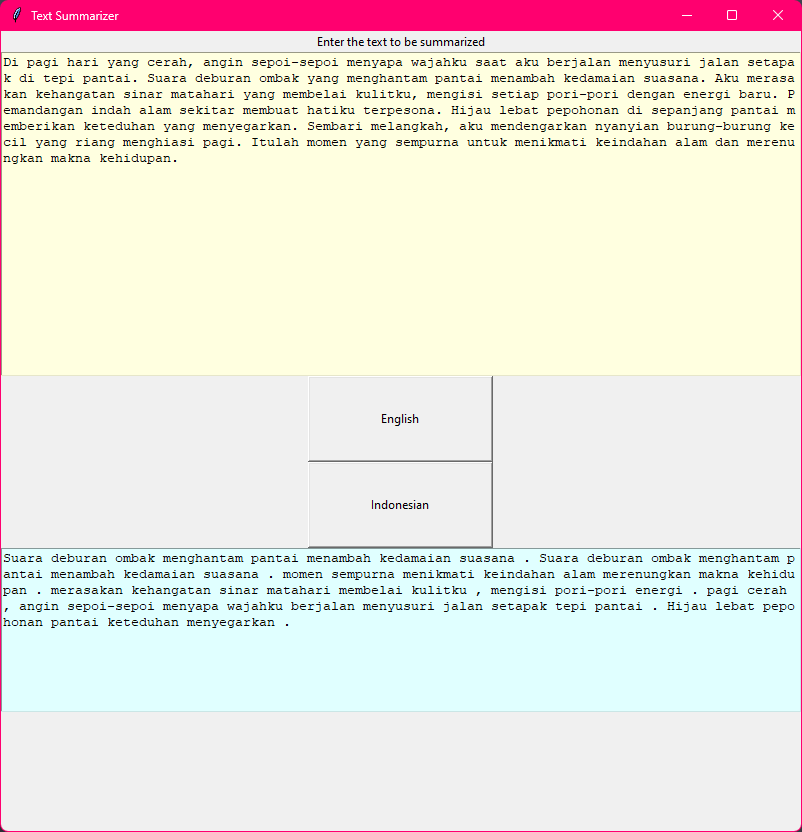 Text Summarizer
Enter the text to be summarized
Di pagi hari yang cerah, angin sepoi-sepoi menyapa wajahku saat aku berjalan menyusuri jalan setapa
k di tepi pantai. Suara deburan ombak yang menghantam pantai menambah kedamaian suasana. Aku merasa
kan kehangatan sinar matahari yang membelai kulitku, mengisi setiap pori-pori dengan energi baru. P
emandangan indah alam sekitar membuat hatiku terpesona. Hijau lebat pepohonan di sepanjang pantai m
emberikan keteduhan yang menyegarkan. Sembari melangkah, aku mendengarkan nyanyian burung-burung ke
cil yang riang menghiasi pagi. Itulah momen yang sempurna untuk menikmati keindahan alam dan merenu
ngkan makna kehidupan.
English
Indonesian
Suara deburan ombak menghantam pantai menambah kedamaian suasana . Suara deburan ombak menghantam p
antai menambah kedamaian suasana . momen sempurna menikmati keindahan alam merenungkan makna kehidu
pan . merasakan kehangatan sinar matahari membelai kulitku , mengisi pori-pori energi . pagi cerah
, angin sepoi-sepoi menyapa wajahku berjalan menyusuri jalan setapak tepi pantai . Hijau lebat pepo
honan pantai keteduhan menyegarkan .